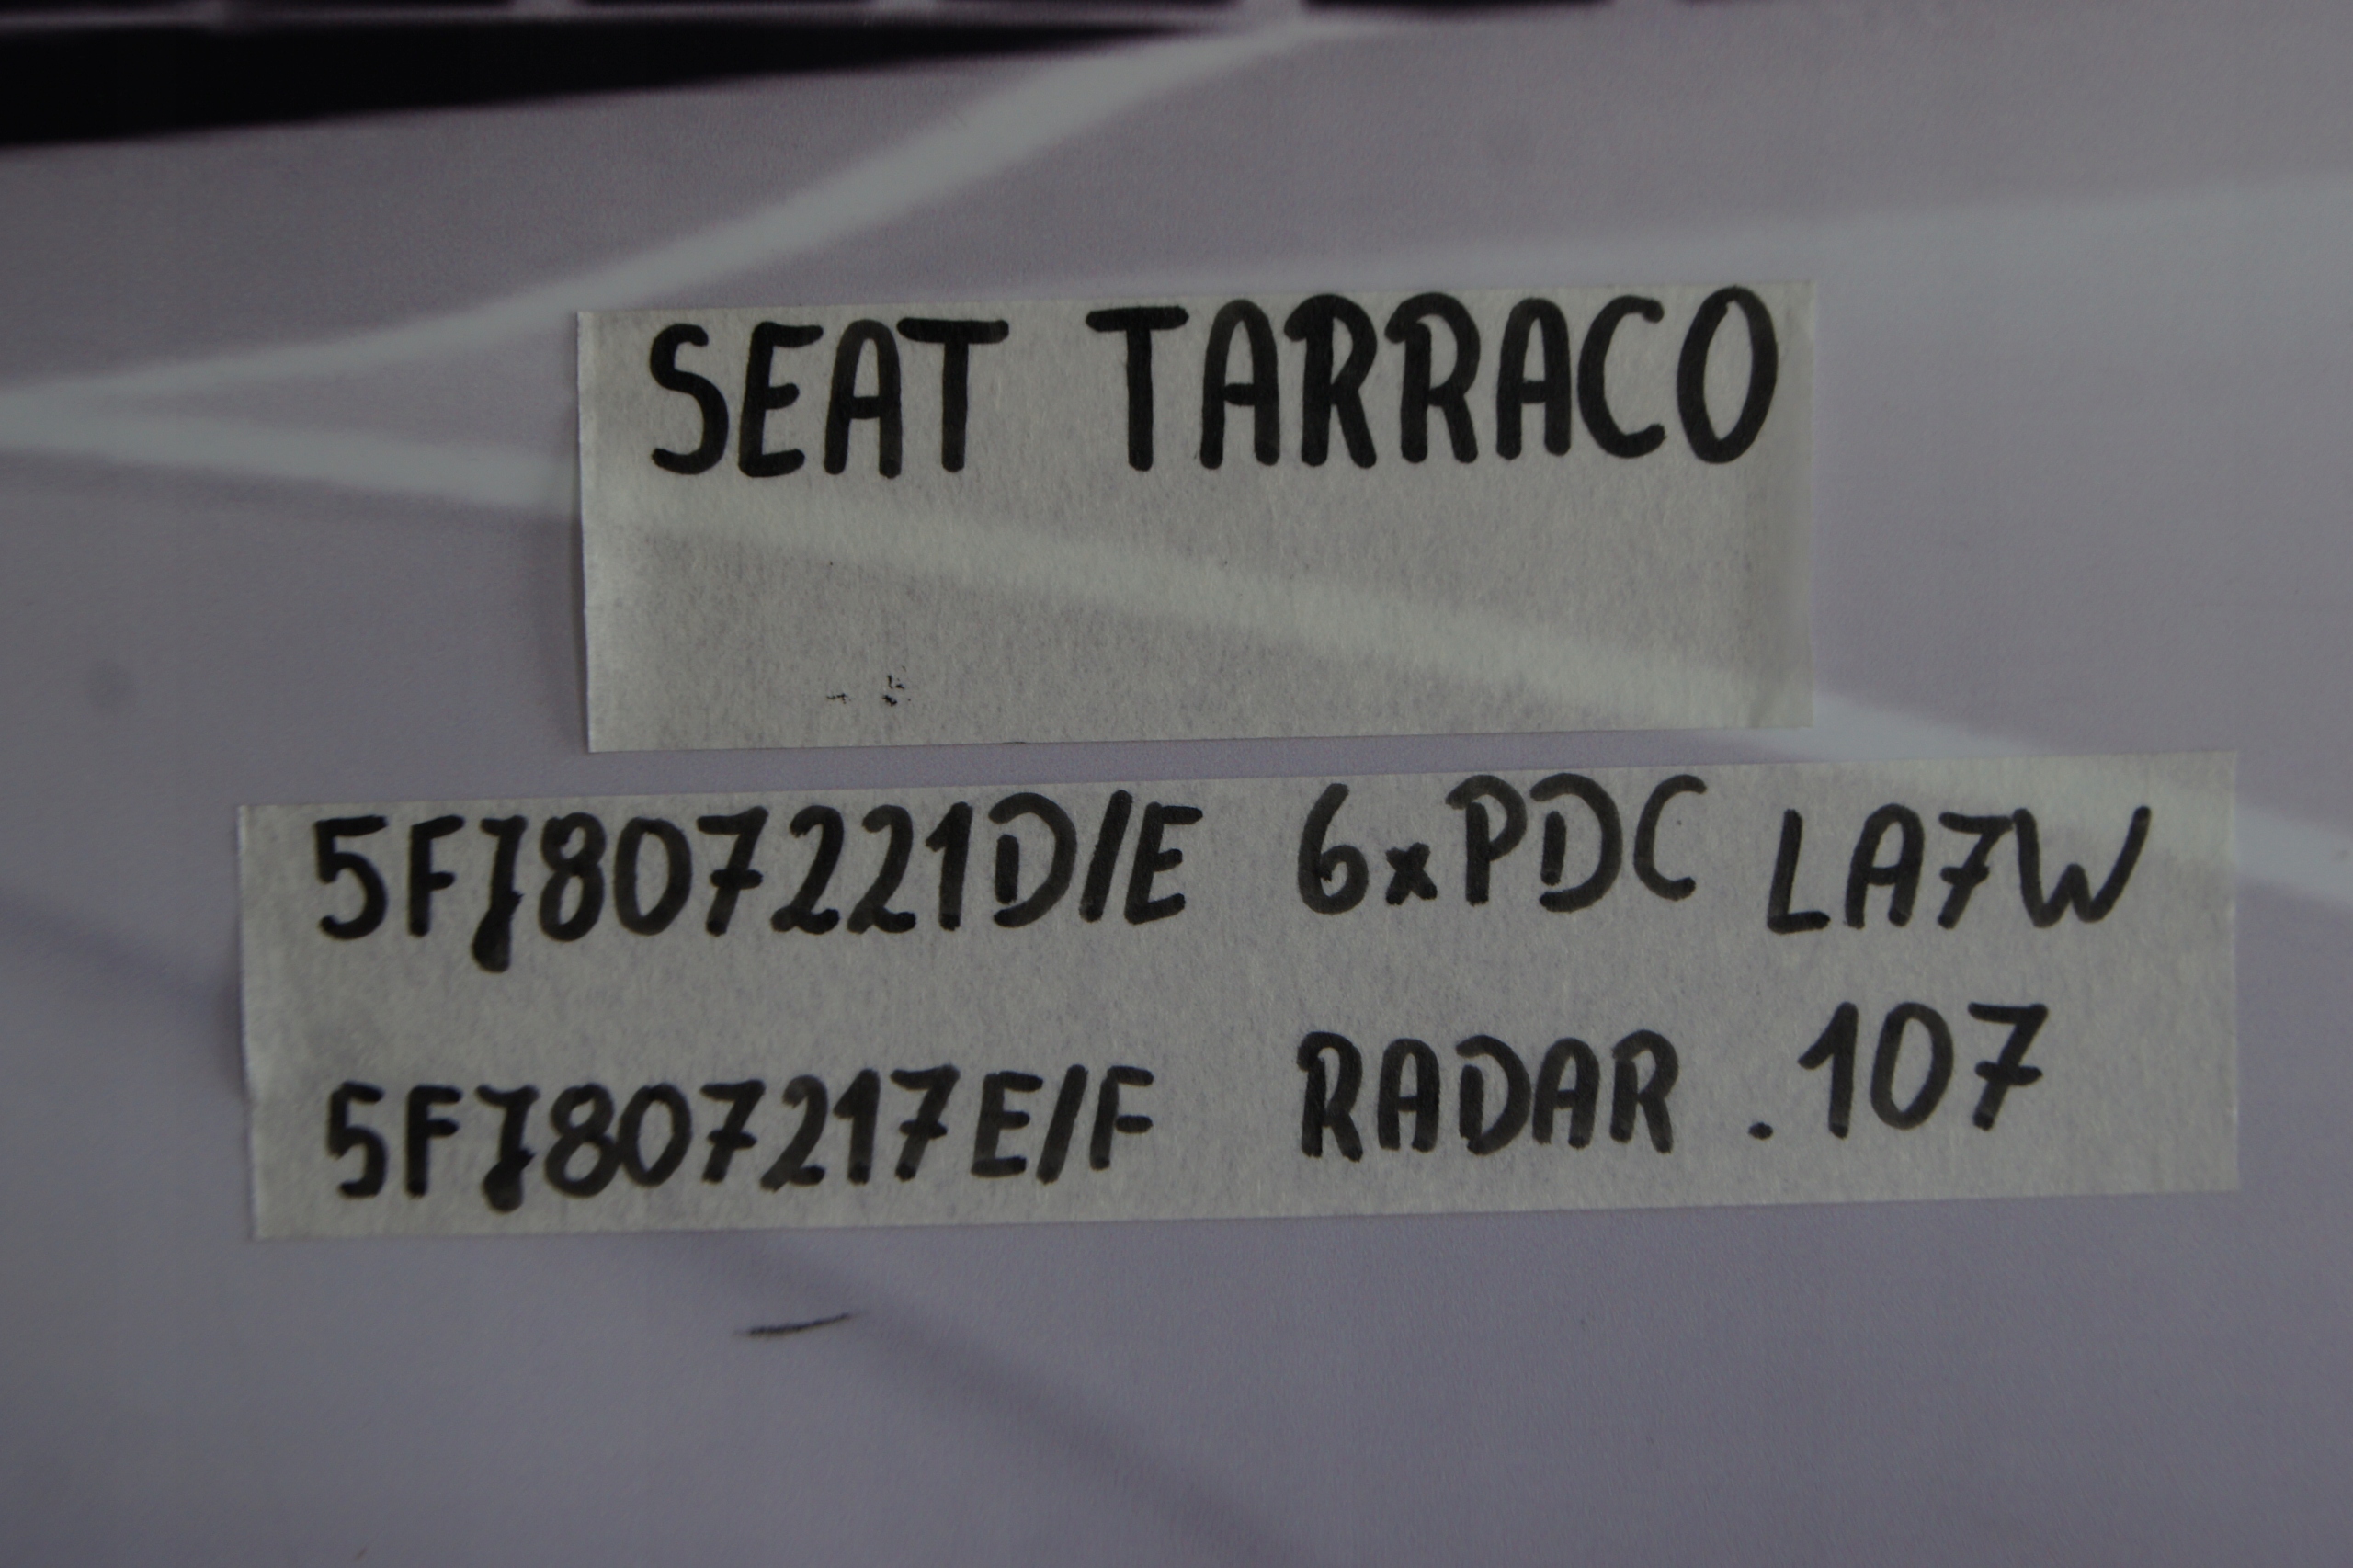 SEAT TARRACO
5FJ807221D/E 6xPDC LA7W
5FJ807217E/F RADAR .107